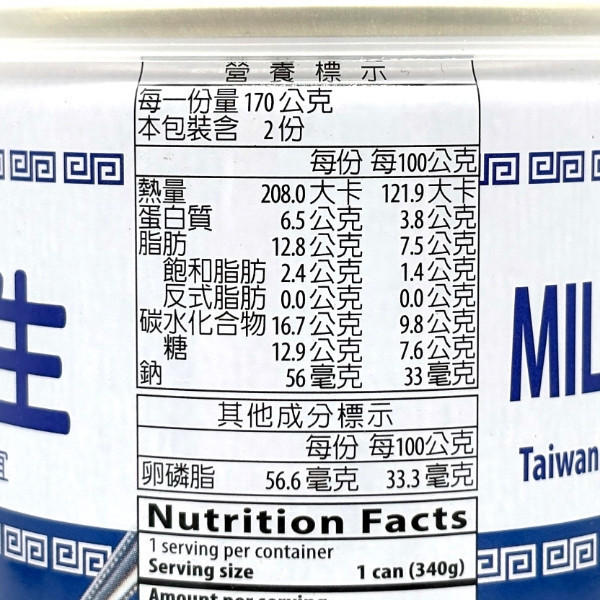 營養標示
每一份量 170 公克
本包裝含 2份
每份 每100公克
熱量 208.0 大卡 121.9 大卡
蛋白質 6.5 公克 3.8 公克
脂肪 12.8 公克 7.5 公克
飽和脂肪 2.4 公克 1.4 公克
反式脂肪 0.0 公克 0.0 公克
碳水化合物 16.7 公克 9.8 公克
糖 12.9 公克 7.6 公克
鈉 56 毫克 33 毫克
其他成分標示
每份 每100公克
卵磷脂 56.6 毫克 33.3 毫克
Nutrition Facts
1 serving per container
Serving size 1 can (340g)
Amount per serving
MIL
Taiwan